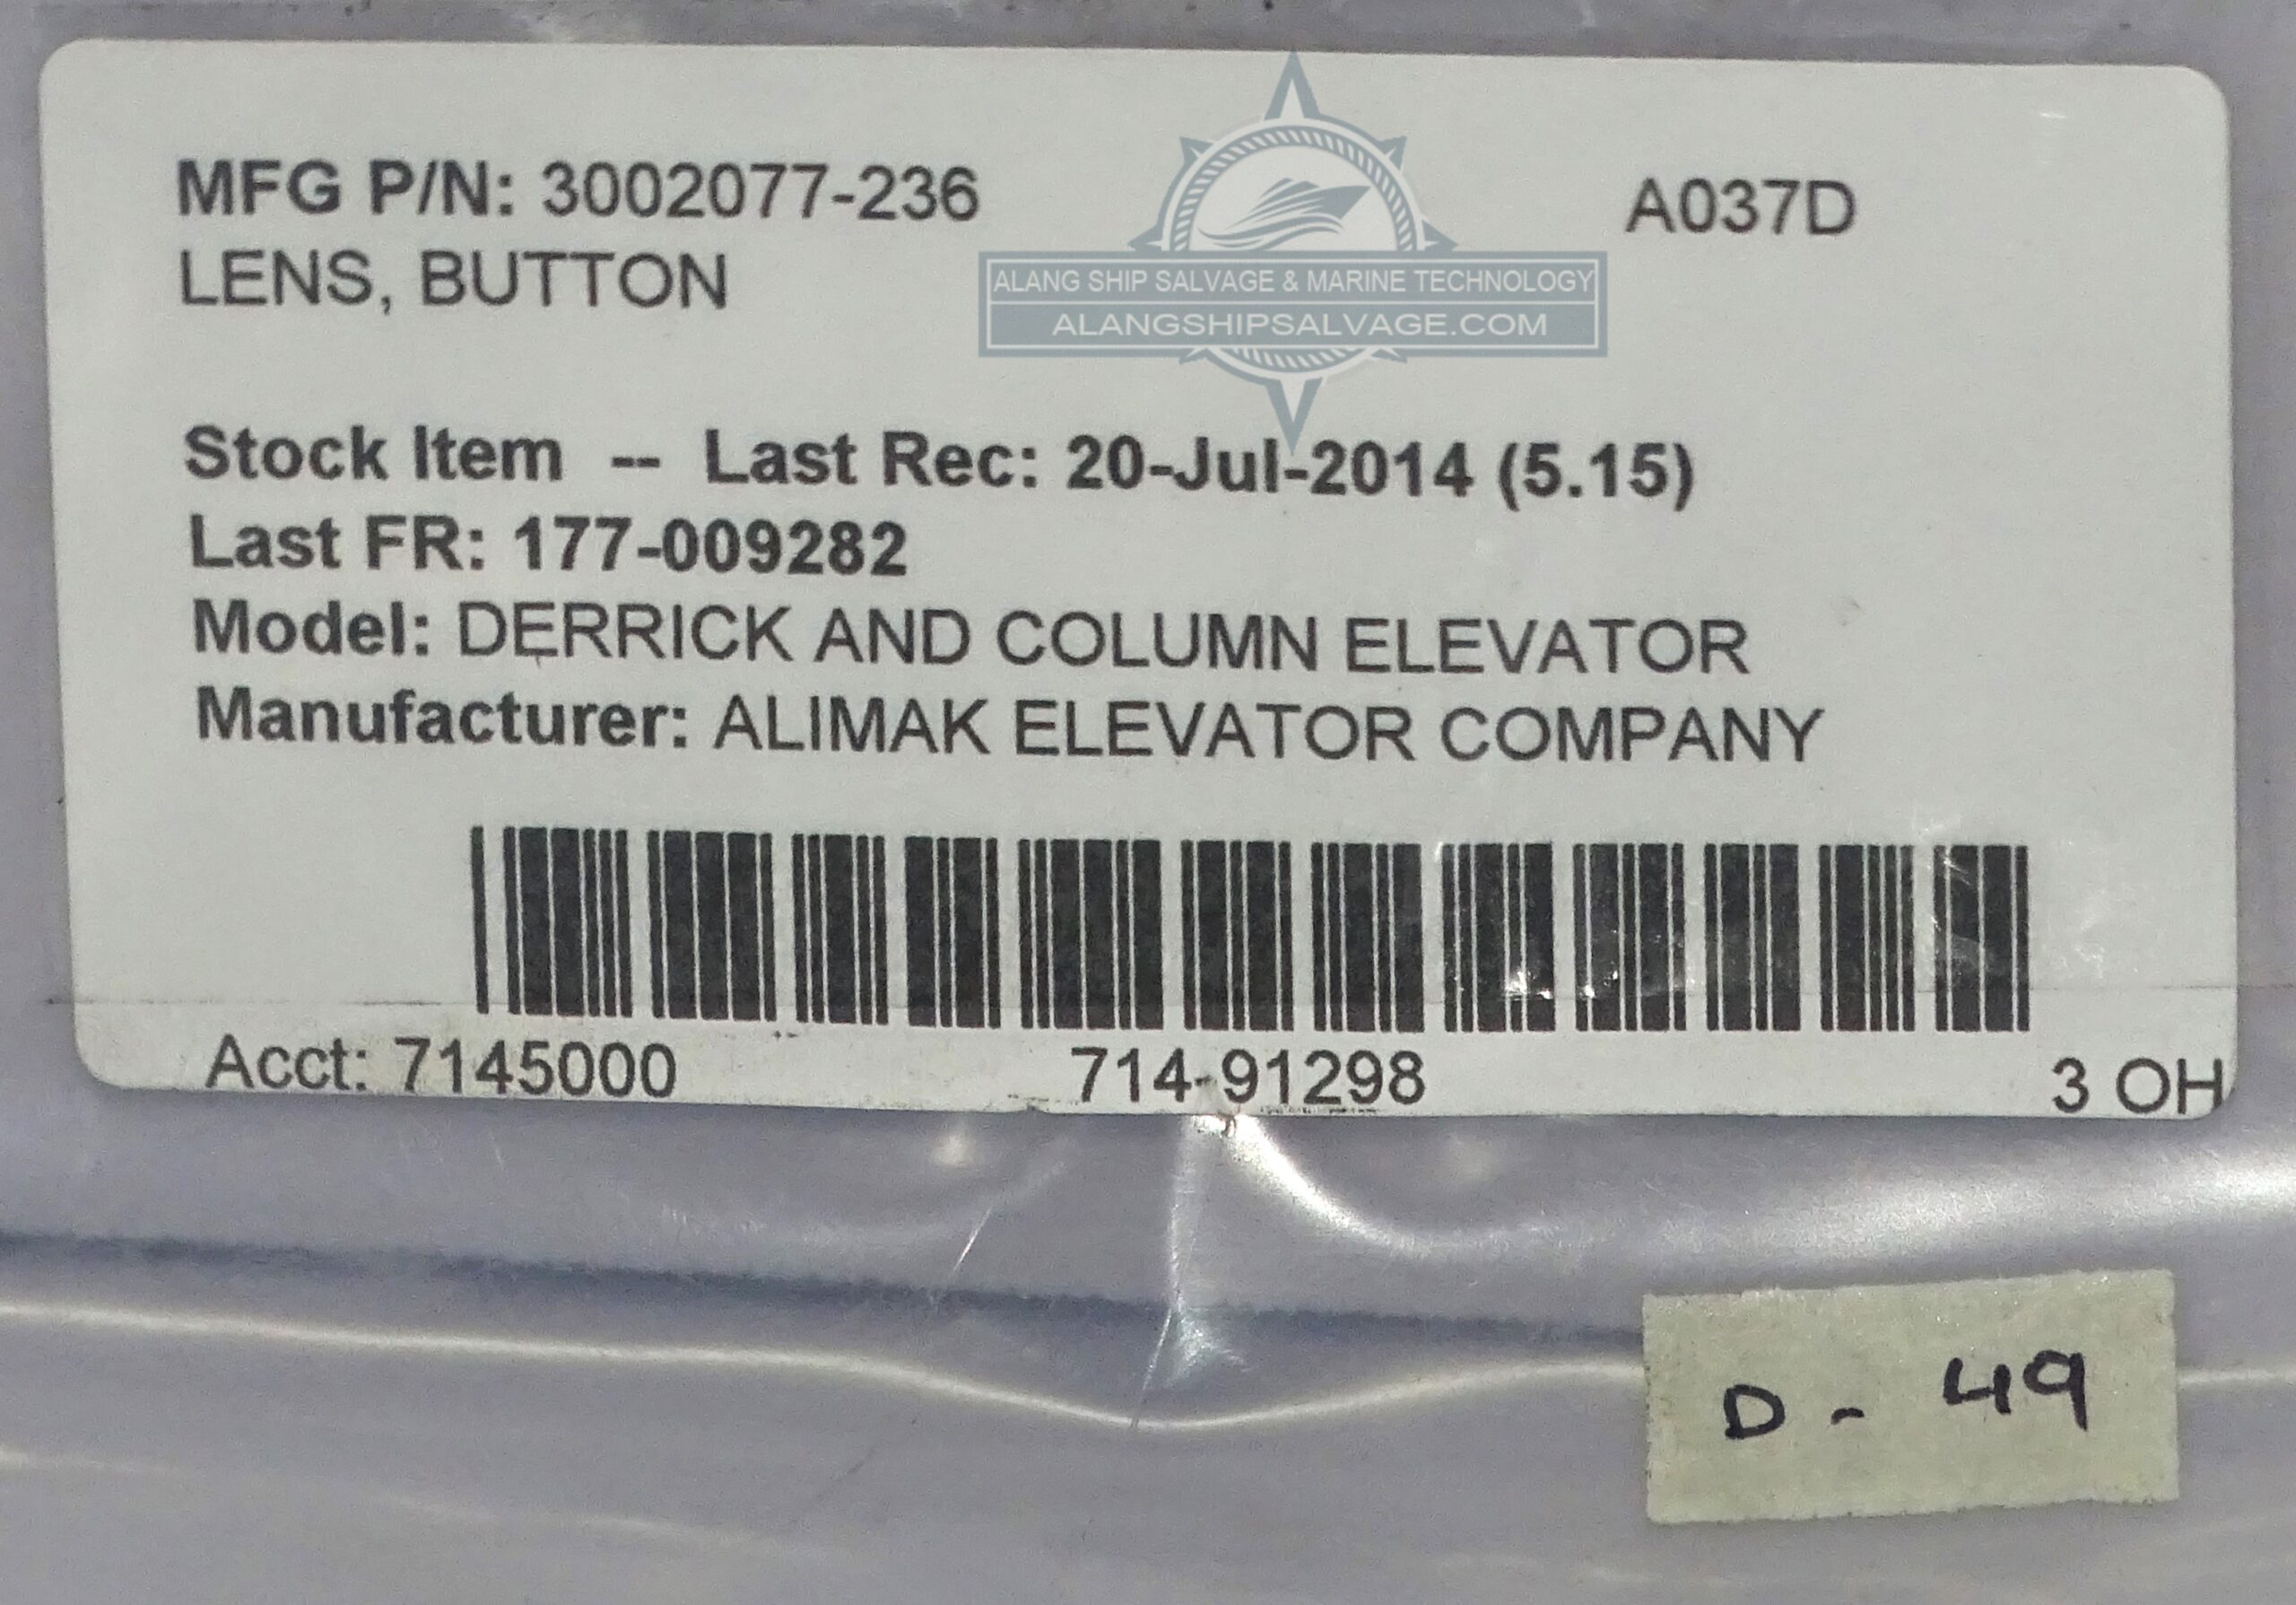 MFG P/N: 3002077-236
A037D
LENS, BUTTON
ALANG SHIP SALVAGE & MARINE TECHNOLOGY
ALANGSHIPSALVAGE.COM
Stock Item -- Last Rec: 20-Jul-2014 (5.15)
Last FR: 177-009282
Model: DERRICK AND COLUMN ELEVATOR
Manufacturer: ALIMAK ELEVATOR COMPANY
Acct: 7145000 714-91298 3 OH
D - 49